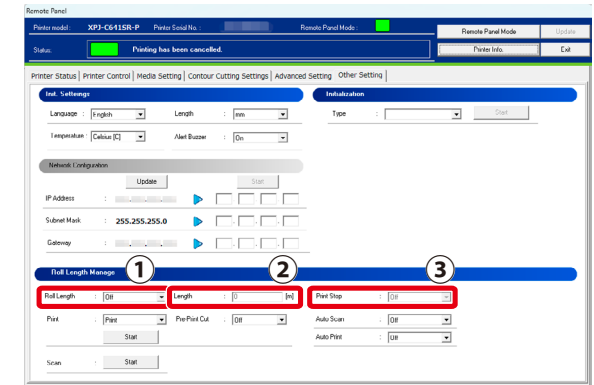 Remote Panel
Printer model : XPJ-C641SR-P Printer Serial No. : Remote Panel Mode : Remote Panel Mode Update
Status: Printing has been cancelled. Printer Info. Exit
Printer Status Printer Control Media Setting Contour Cutting Settings Advanced Setting Other Setting
Init. Setteings Initialization
Language : English Length : mm Type : Start
Temperature : Celsius [C] Alert Buzzer : On
Network Configuration
Update Start
IP Address :
Subnet Mask : 255.255.255.0
Gateway :
Roll Length Manage 1 2 3
Roll Length : Off Length : 0 [m] Print Stop : Off
Print : Print Pre-Print Cut : Off Auto Scan : Off
Start Auto Print : Off
Scan : Start